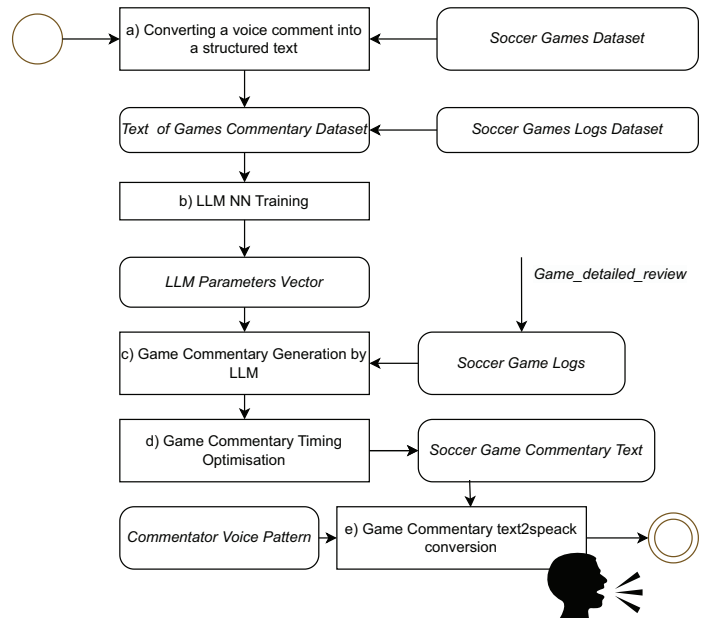 a) Converting a voice comment into
a structured text
Soccer Games Dataset
Text of Games Commentary Dataset
Soccer Games Logs Dataset
b) LLM NN Training
LLM Parameters Vector
Game_detailed_review
c) Game Commentary Generation by
LLM
Soccer Game Logs
d) Game Commentary Timing
Optimisation
Soccer Game Commentary Text
Commentator Voice Pattern
e) Game Commentary text2speack
conversion